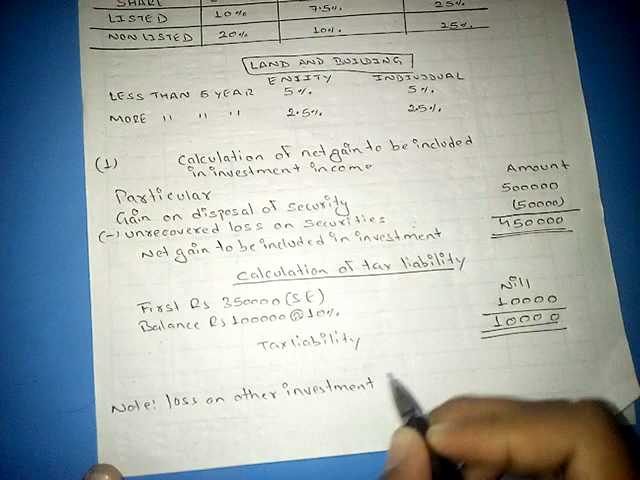 SHARE
LISTED 10% 7.5% 25%
NON LISTED 20% 10% 25%
LAND AND BUILDING
ENTITY INDIVIDUAL
LESS THAN 5 YEAR 5% 5%
MORE " " " 2.5% 2.5%
(1) Calculation of net gain to be included
in investment income
Particular Amount
Gain on disposal of security 500000
(-) unrecovered loss on securities (50000)
Net gain to be included in investment 450000
Calculation of tax liability
First Rs 350000 (SE) Nill
Balance Rs 100000 @ 10% 10000
Tax liability 10000
Note: loss on other investment